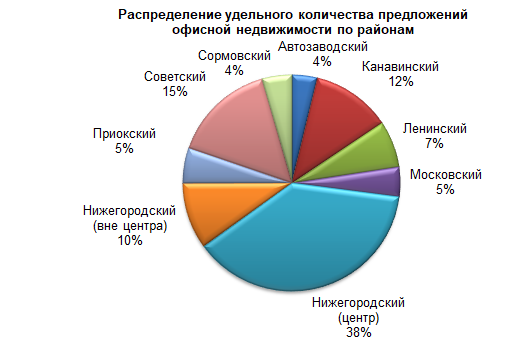 Распределение удельного количества предложений
офисной недвижимости по районам
Автозаводский
4%
Канавинский
12%
Ленинский
7%
Московский
5%
Нижегородский
(центр)
38%
Нижегородский
(вне центра)
10%
Приокский
5%
Советский
15%
Сормовский
4%